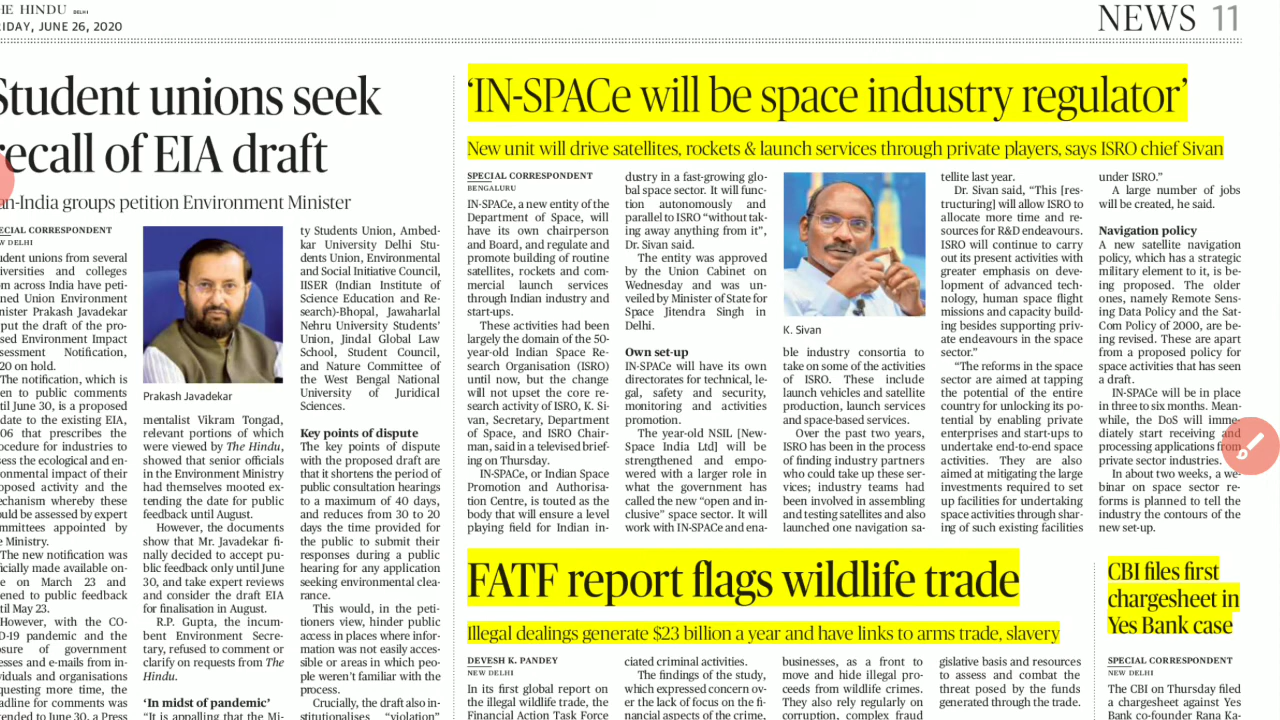 THE HINDU DELHI
FRIDAY, JUNE 26, 2020
NEWS 11
Student unions seek
recall of EIA draft
Pan-India groups petition Environment Minister
SPECIAL CORRESPONDENT
NEW DELHI
udent unions from several
iversities and colleges
om across India have peti-
ned Union Environment
nister Prakash Javadekar
put the draft of the pro-
sed Environment Impact
sessment Notification,
20 on hold.
The notification, which is
en to public comments
til June 30, is a proposed
date to the existing EIA,
06 that prescribes the
ocedure for industries to
sess the ecological and en-
onmental impact of their
oposed activity and the
echanism whereby these
ould be assessed by expert
mmittees appointed by
e Ministry.
The new notification was
ficially made available on-
e on March 23 and
ened to public feedback
til May 23.
However, with the CO-
D-19 pandemic and the
osure of government
esses and e-mails from in-
viduals and organisations
questing more time, the
adline for comments was
tended to June 30, a Press
Prakash Javadekar
mentalist Vikram Tongad,
relevant portions of which
were viewed by The Hindu,
showed that senior officials
in the Environment Ministry
had themselves mooted ex-
tending the date for public
feedback until August.
However, the documents
show that Mr. Javadekar fi-
nally decided to accept pu-
blic feedback only until June
30, and take expert reviews
and consider the draft EIA
for finalisation in August.
R.P. Gupta, the incum-
bent Environment Secre-
tary, refused to comment or
clarify on requests from The
Hindu.
‘In midst of pandemic’
“It is appalling that the Mi-
ty Students Union, Ambed-
kar University Delhi Stu-
dents Union, Environmental
and Social Initiative Council,
IISER (Indian Institute of
Science Education and Re-
search)-Bhopal, Jawaharlal
Nehru University Students’
Union, Jindal Global Law
School, Student Council,
and Nature Committee of
the West Bengal National
University of Juridical
Sciences.
Key points of dispute
The key points of dispute
with the proposed draft are
that it shortens the period of
public consultation hearings
to a maximum of 40 days,
and reduces from 30 to 20
days the time provided for
the public to submit their
responses during a public
hearing for any application
seeking environmental clea-
rance.
This would, in the peti-
tioners view, hinder public
access in places where infor-
mation was not easily acces-
sible or areas in which peo-
ple weren’t familiar with the
process.
Crucially, the draft also in-
stitutionalises “violation”
‘IN-SPACe will be space industry regulator’
New unit will drive satellites, rockets & launch services through private players, says ISRO chief Sivan
SPECIAL CORRESPONDENT
BENGALURU
IN-SPACe, a new entity of the
Department of Space, will
have its own chairperson
and Board, and regulate and
promote building of routine
satellites, rockets and com-
mercial launch services
through Indian industry and
start-ups.
These activities had been
largely the domain of the 50-
year-old Indian Space Re-
search Organisation (ISRO)
until now, but the change
will not upset the core re-
search activity of ISRO, K. Si-
van, Secretary, Department
of Space, and ISRO Chair-
man, said in a televised brief-
ing on Thursday.
IN-SPACe, or Indian Space
Promotion and Authorisa-
tion Centre, is touted as the
body that will ensure a level
playing field for Indian in-
dustry in a fast-growing glo-
bal space sector. It will func-
tion autonomously and
parallel to ISRO “without tak-
ing away anything from it”,
Dr. Sivan said.
The entity was approved
by the Union Cabinet on
Wednesday and was un-
veiled by Minister of State for
Space Jitendra Singh in
Delhi.
Own set-up
IN-SPACe will have its own
directorates for technical, le-
gal, safety and security,
monitoring and activities
promotion.
The year-old NSIL [New-
Space India Ltd] will be
strengthened and empo-
wered with a larger role in
what the government has
called the new “open and in-
clusive” space sector. It will
work with IN-SPACe and ena-
K. Sivan
ble industry consortia to
take on some of the activities
of ISRO. These include
launch vehicles and satellite
production, launch services
and space-based services.
Over the past two years,
ISRO has been in the process
of finding industry partners
who could take up these ser-
vices; industry teams had
been involved in assembling
and testing satellites and also
launched one navigation sa-
tellite last year.
Dr. Sivan said, “This [res-
tructuring] will allow ISRO to
allocate more time and re-
sources for R&D endeavours.
ISRO will continue to carry
out its present activities with
greater emphasis on deve-
lopment of advanced tech-
nology, human space flight
missions and capacity build-
ing besides supporting priv-
ate endeavours in the space
sector.”
“The reforms in the space
sector are aimed at tapping
the potential of the entire
country for unlocking its po-
tential by enabling private
enterprises and start-ups to
undertake end-to-end space
activities. They are also
aimed at mitigating the large
investments required to set
up facilities for undertaking
space activities through shar-
ing of such existing facilities
under ISRO.”
A large number of jobs
will be created, he said.
Navigation policy
A new satellite navigation
policy, which has a strategic
military element to it, is be-
ing proposed. The older
ones, namely Remote Sens-
ing Data Policy and the Sat-
Com Policy of 2000, are be-
ing revised. These are apart
from a proposed policy for
space activities that has seen
a draft.
IN-SPACe will be in place
in three to six months. Mean-
while, the DoS will imme-
diately start receiving and
processing applications from
private sector industries.
In about two weeks, a we-
binar on space sector re-
forms is planned to tell the
industry the contours of the
new set-up.
FATF report flags wildlife trade
Illegal dealings generate $23 billion a year and have links to arms trade, slavery
DEVESH K. PANDEY
NEW DELHI
In its first global report on
the illegal wildlife trade, the
Financial Action Task Force
ciated criminal activities.
The findings of the study,
which expressed concern ov-
er the lack of focus on the fi-
nancial aspects of the crime,
businesses, as a front to
move and hide illegal pro-
ceeds from wildlife crimes.
They also rely regularly on
corruption, complex fraud
gislative basis and resources
to assess and combat the
threat posed by the funds
generated through the trade.
CBI files first
chargesheet in
Yes Bank case
SPECIAL CORRESPONDENT
NEW DELHI
The CBI on Thursday filed
a chargesheet against Yes
Bank co-founder Rana Ka-